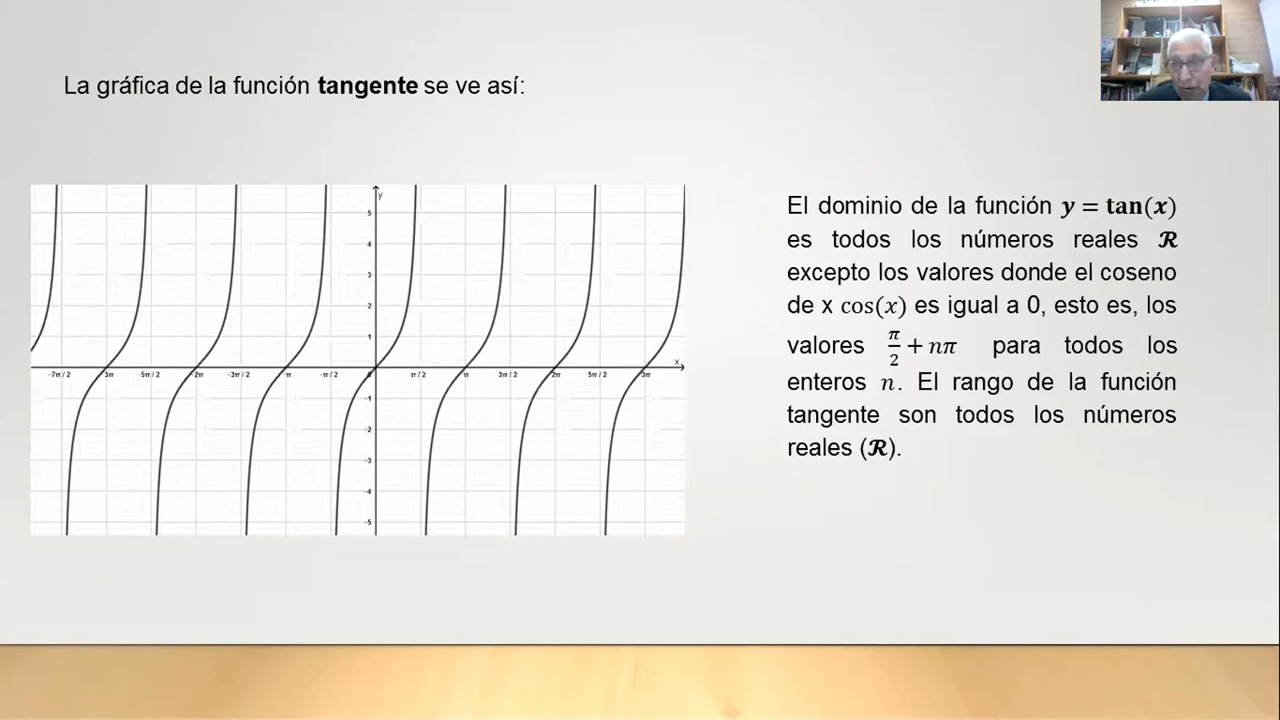 La gráfica de la función tangente se ve así:
y
5
4
3
2
1
x
-7π/2 -3π -5π/2 -2π -3π/2 -π -π/2 π/2 π 3π/2 2π 5π/2 3π
-1
-2
-3
-4
-5
El dominio de la función y = tan(x)
es todos los números reales ℛ
excepto los valores donde el coseno
de x cos(x) es igual a 0, esto es, los
valores π/2 + nπ para todos los
enteros n. El rango de la función
tangente son todos los números
reales (ℛ).